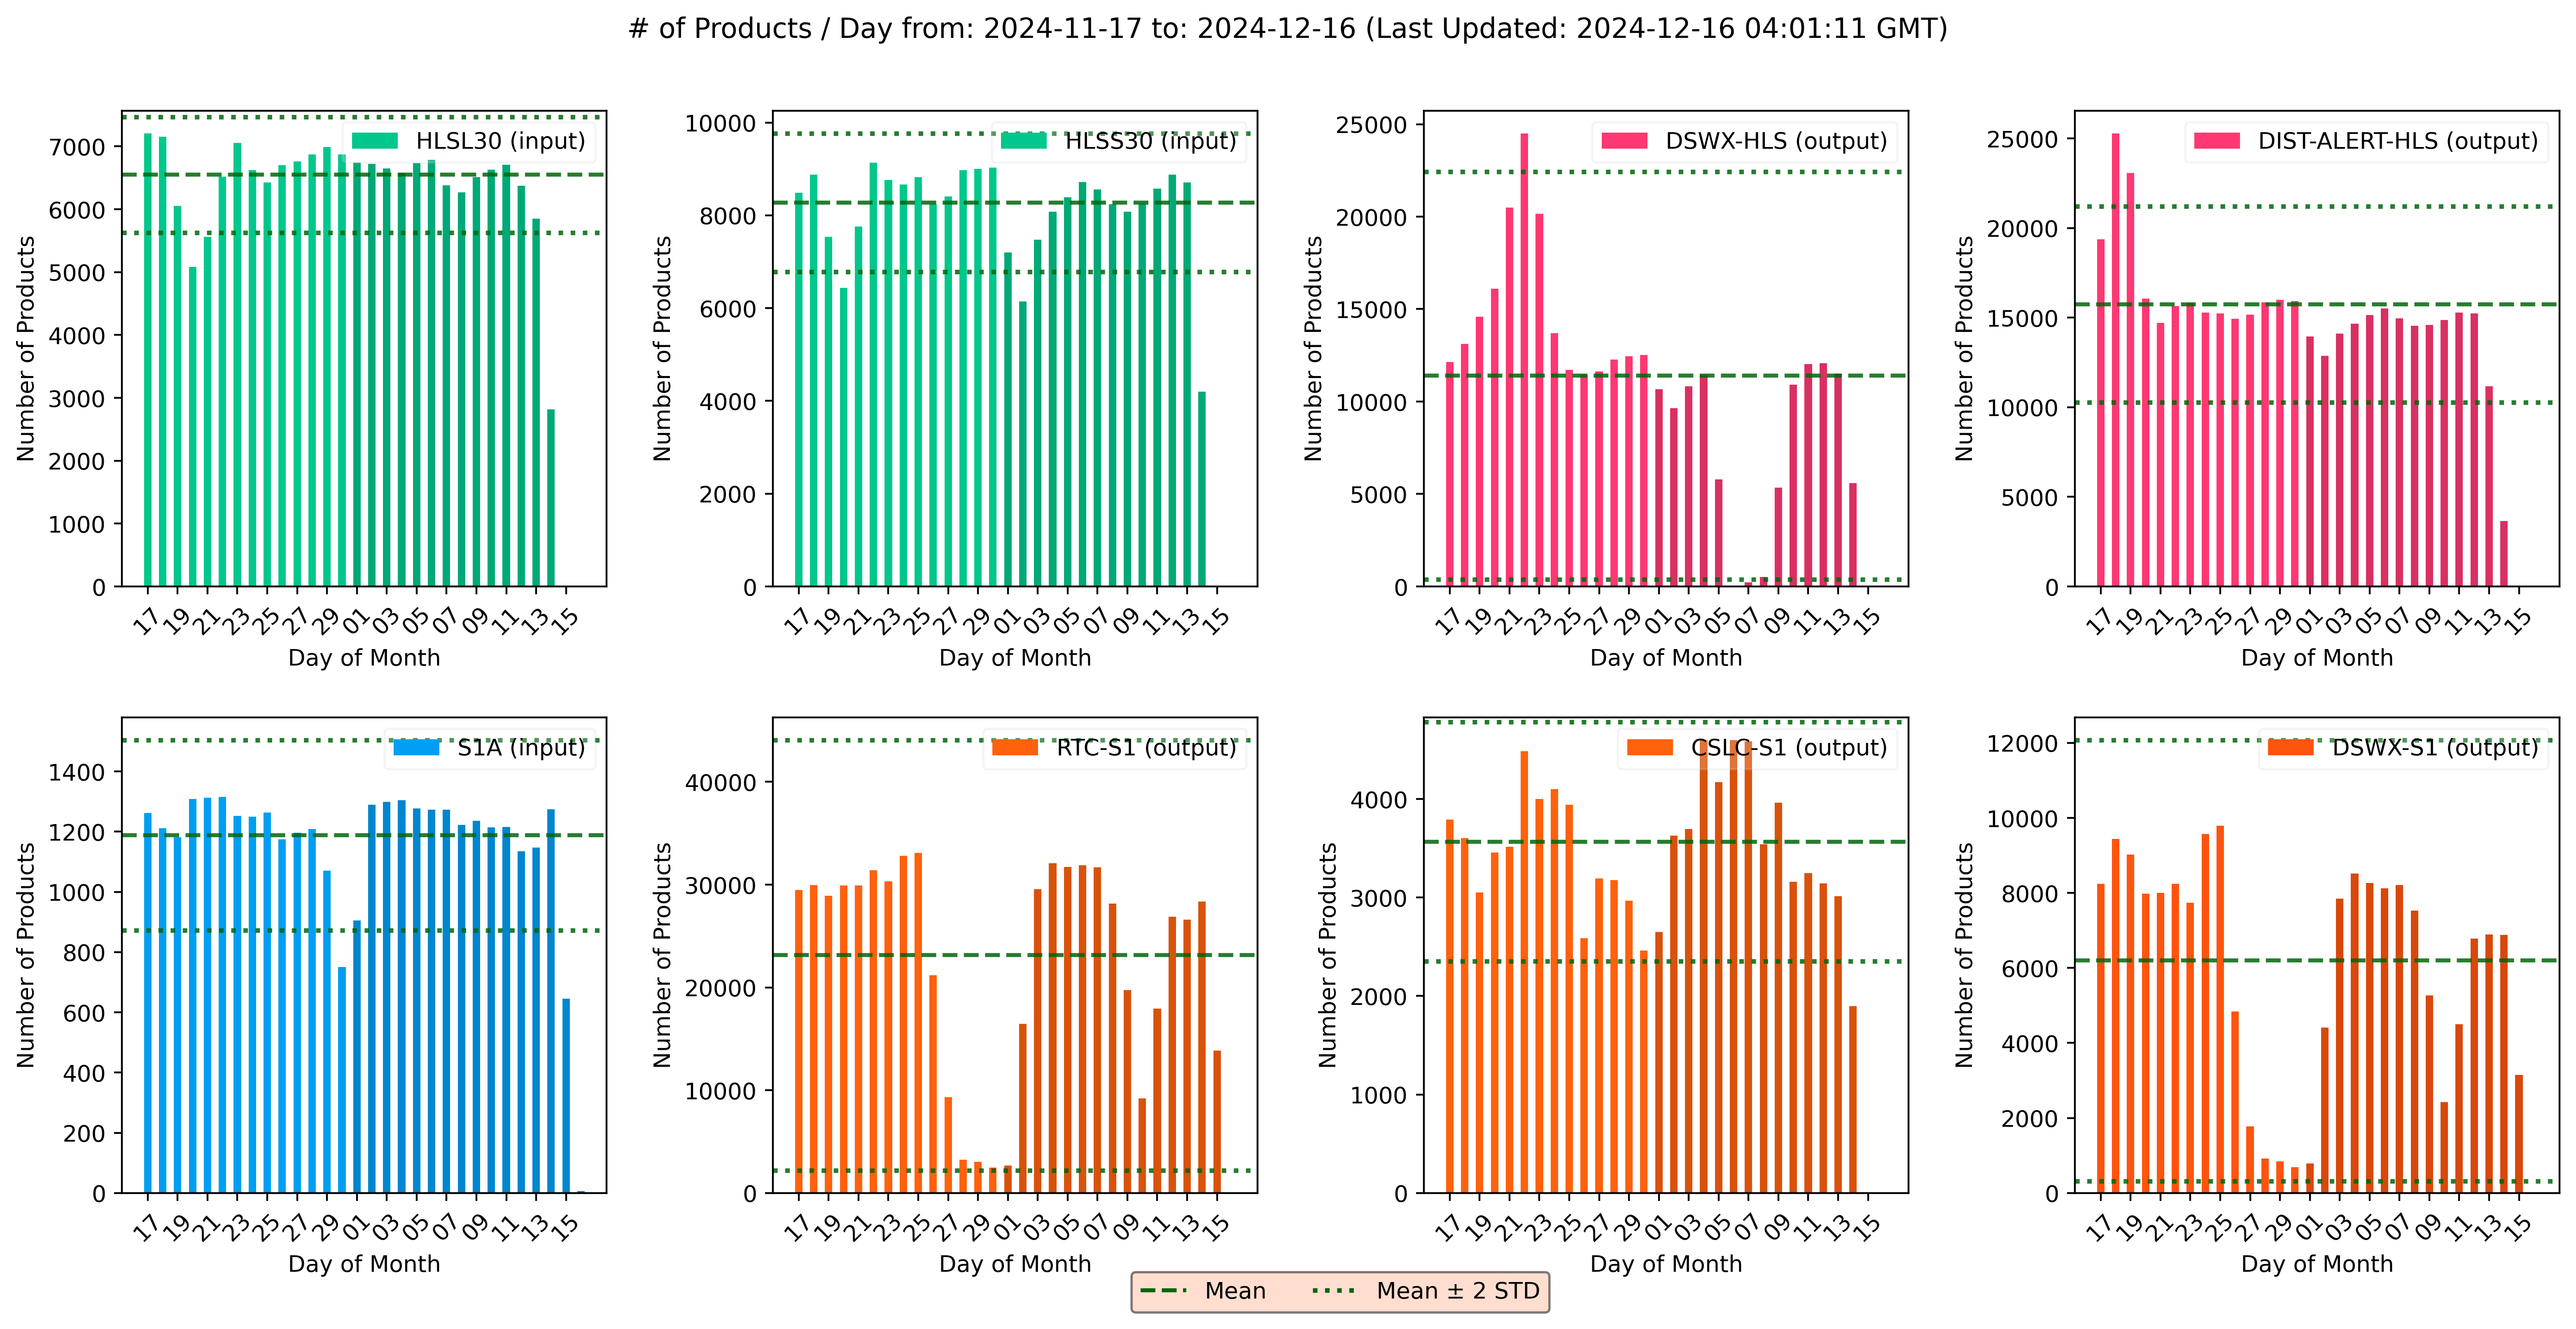 # of Products / Day from: 2024-11-17 to: 2024-12-16 (Last Updated: 2024-12-16 04:01:11 GMT)
HLSL30 (input)
Number of Products
7000
6000
5000
4000
3000
2000
1000
0
17 19 21 23 25 27 29 01 03 05 07 09 11 13 15
Day of Month
HLSS30 (input)
Number of Products
10000
8000
6000
4000
2000
0
17 19 21 23 25 27 29 01 03 05 07 09 11 13 15
Day of Month
DSWX-HLS (output)
Number of Products
25000
20000
15000
10000
5000
0
17 19 21 23 25 27 29 01 03 05 07 09 11 13 15
Day of Month
DIST-ALERT-HLS (output)
Number of Products
25000
20000
15000
10000
5000
0
17 19 21 23 25 27 29 01 03 05 07 09 11 13 15
Day of Month
S1A (input)
Number of Products
1400
1200
1000
800
600
400
200
0
17 19 21 23 25 27 29 01 03 05 07 09 11 13 15
Day of Month
RTC-S1 (output)
Number of Products
40000
30000
20000
10000
0
17 19 21 23 25 27 29 01 03 05 07 09 11 13 15
Day of Month
CSLC-S1 (output)
Number of Products
4000
3000
2000
1000
0
17 19 21 23 25 27 29 01 03 05 07 09 11 13 15
Day of Month
DSWX-S1 (output)
Number of Products
12000
10000
8000
6000
4000
2000
0
17 19 21 23 25 27 29 01 03 05 07 09 11 13 15
Day of Month
Mean
Mean ± 2 STD